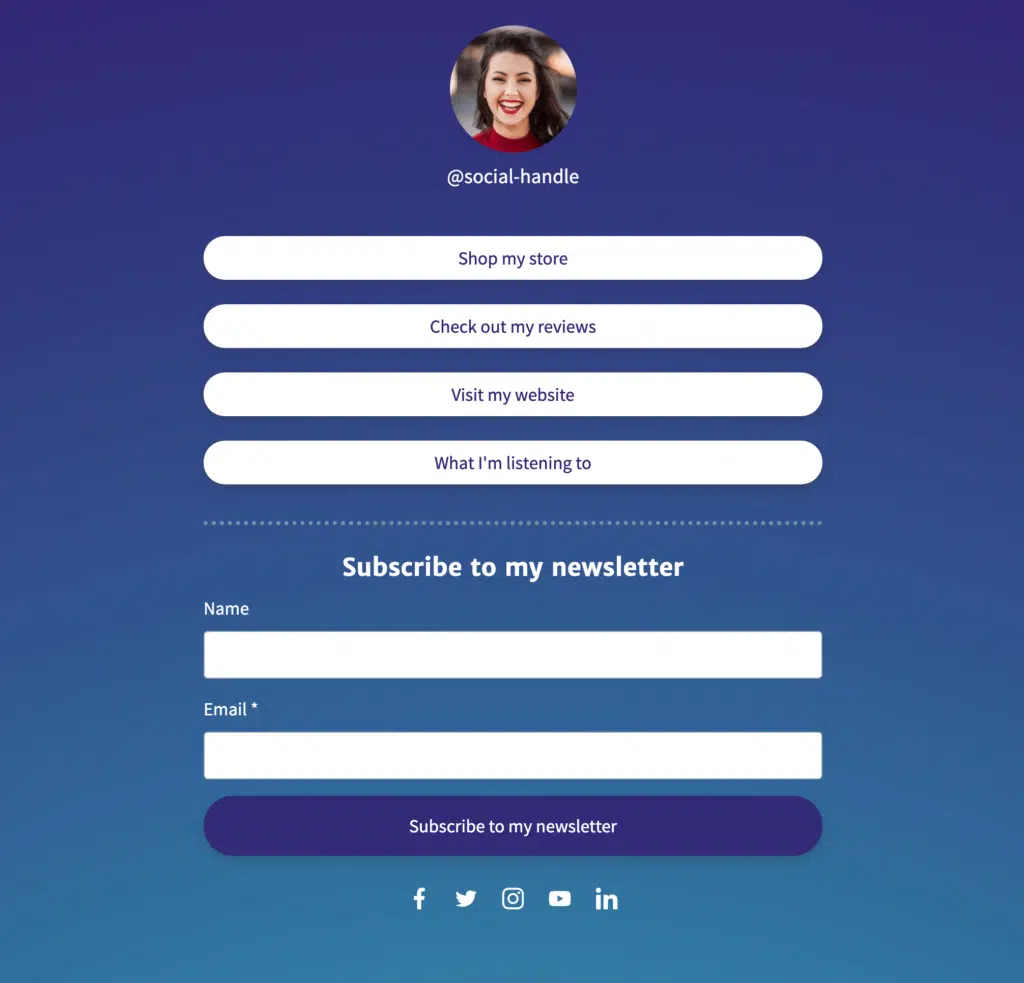 @social-handle
Shop my store
Check out my reviews
Visit my website
What I'm listening to
Subscribe to my newsletter
Name
Email *
Subscribe to my newsletter